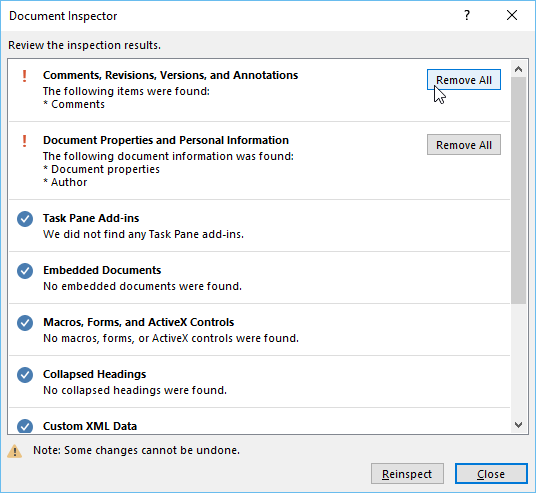 Document Inspector
?
Review the inspection results.
! Comments, Revisions, Versions, and Annotations
Remove All
The following items were found:
* Comments
! Document Properties and Personal Information
Remove All
The following document information was found:
* Document properties
* Author
Task Pane Add-ins
We did not find any Task Pane add-ins.
Embedded Documents
No embedded documents were found.
Macros, Forms, and ActiveX Controls
No macros, forms, or ActiveX controls were found.
Collapsed Headings
No collapsed headings were found.
Custom XML Data
Note: Some changes cannot be undone.
Reinspect
Close